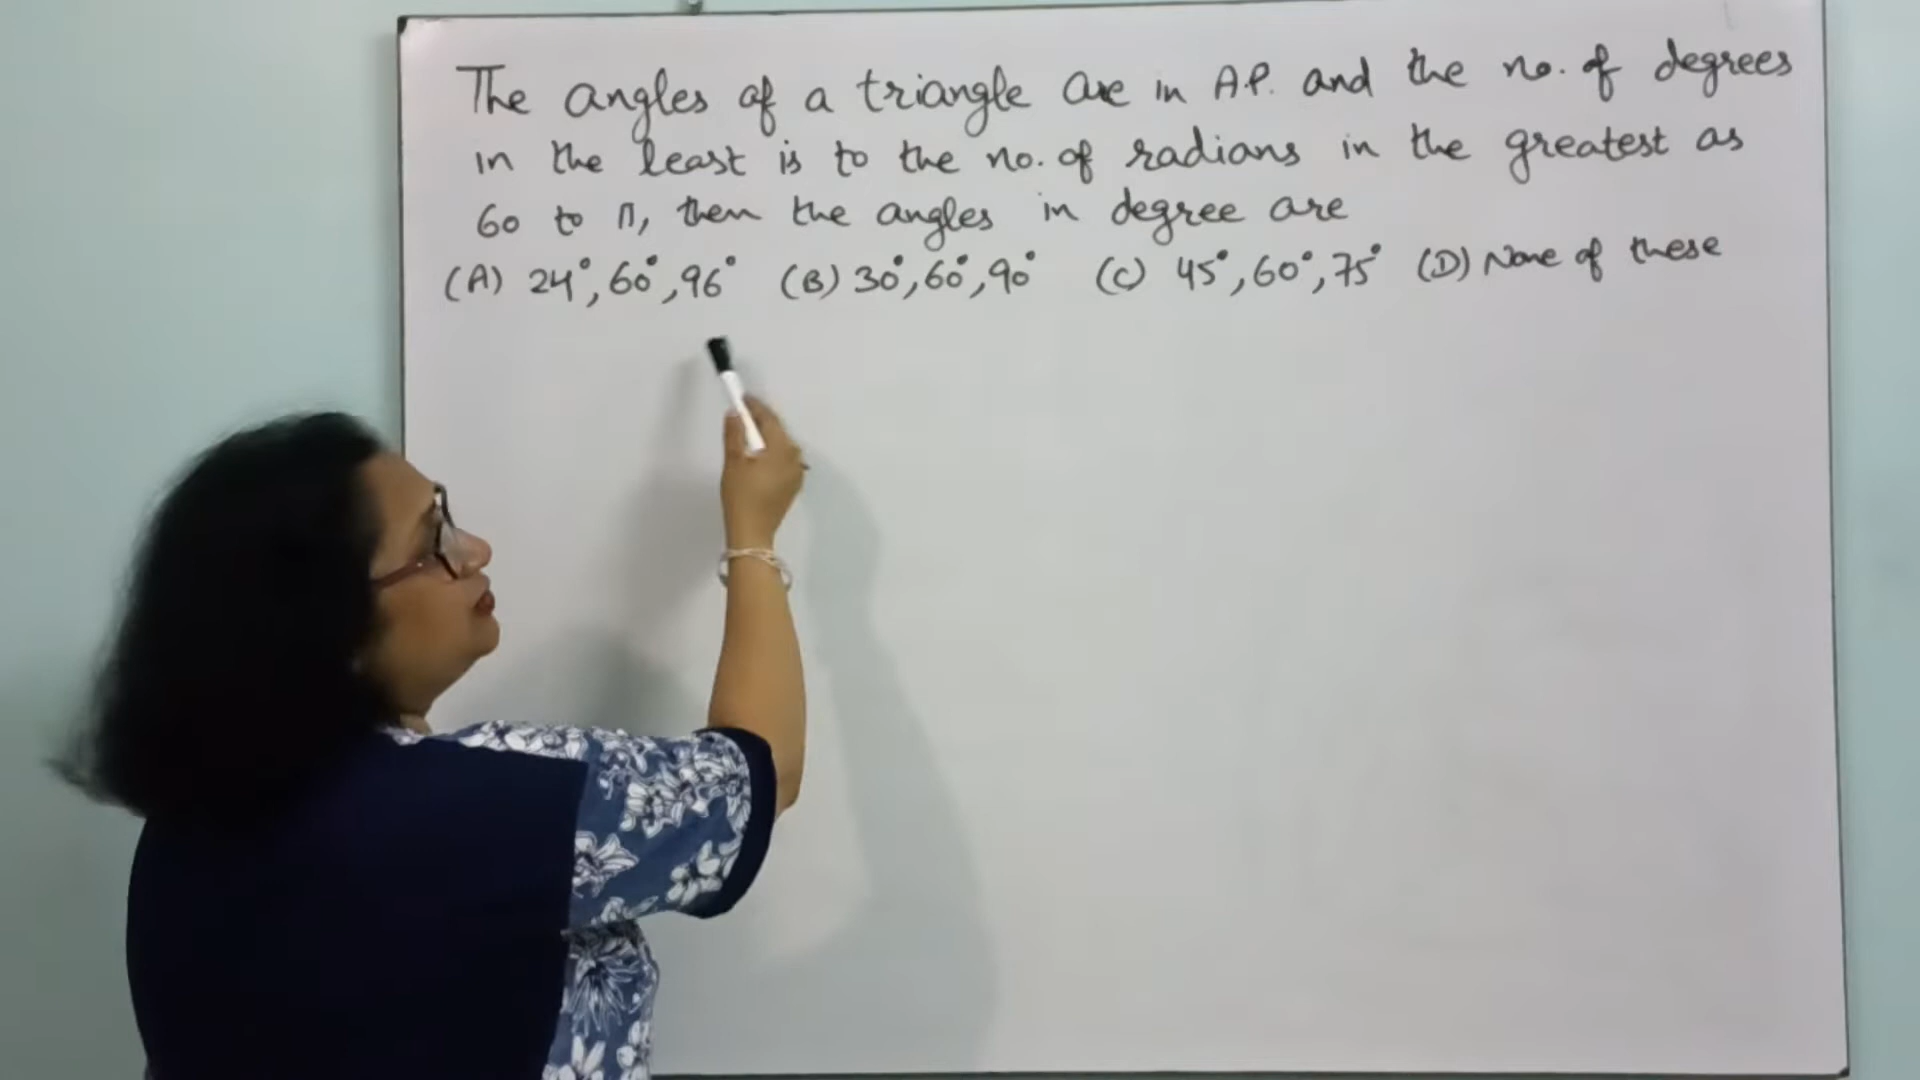 The angles of a triangle are in A.P. and the no. of degrees
in the least is to the no. of radians in the greatest as
60 to π, then the angles in degree are
(A) 24°, 60°, 96° (B) 30°, 60°, 90° (C) 45°, 60°, 75° (D) None of these